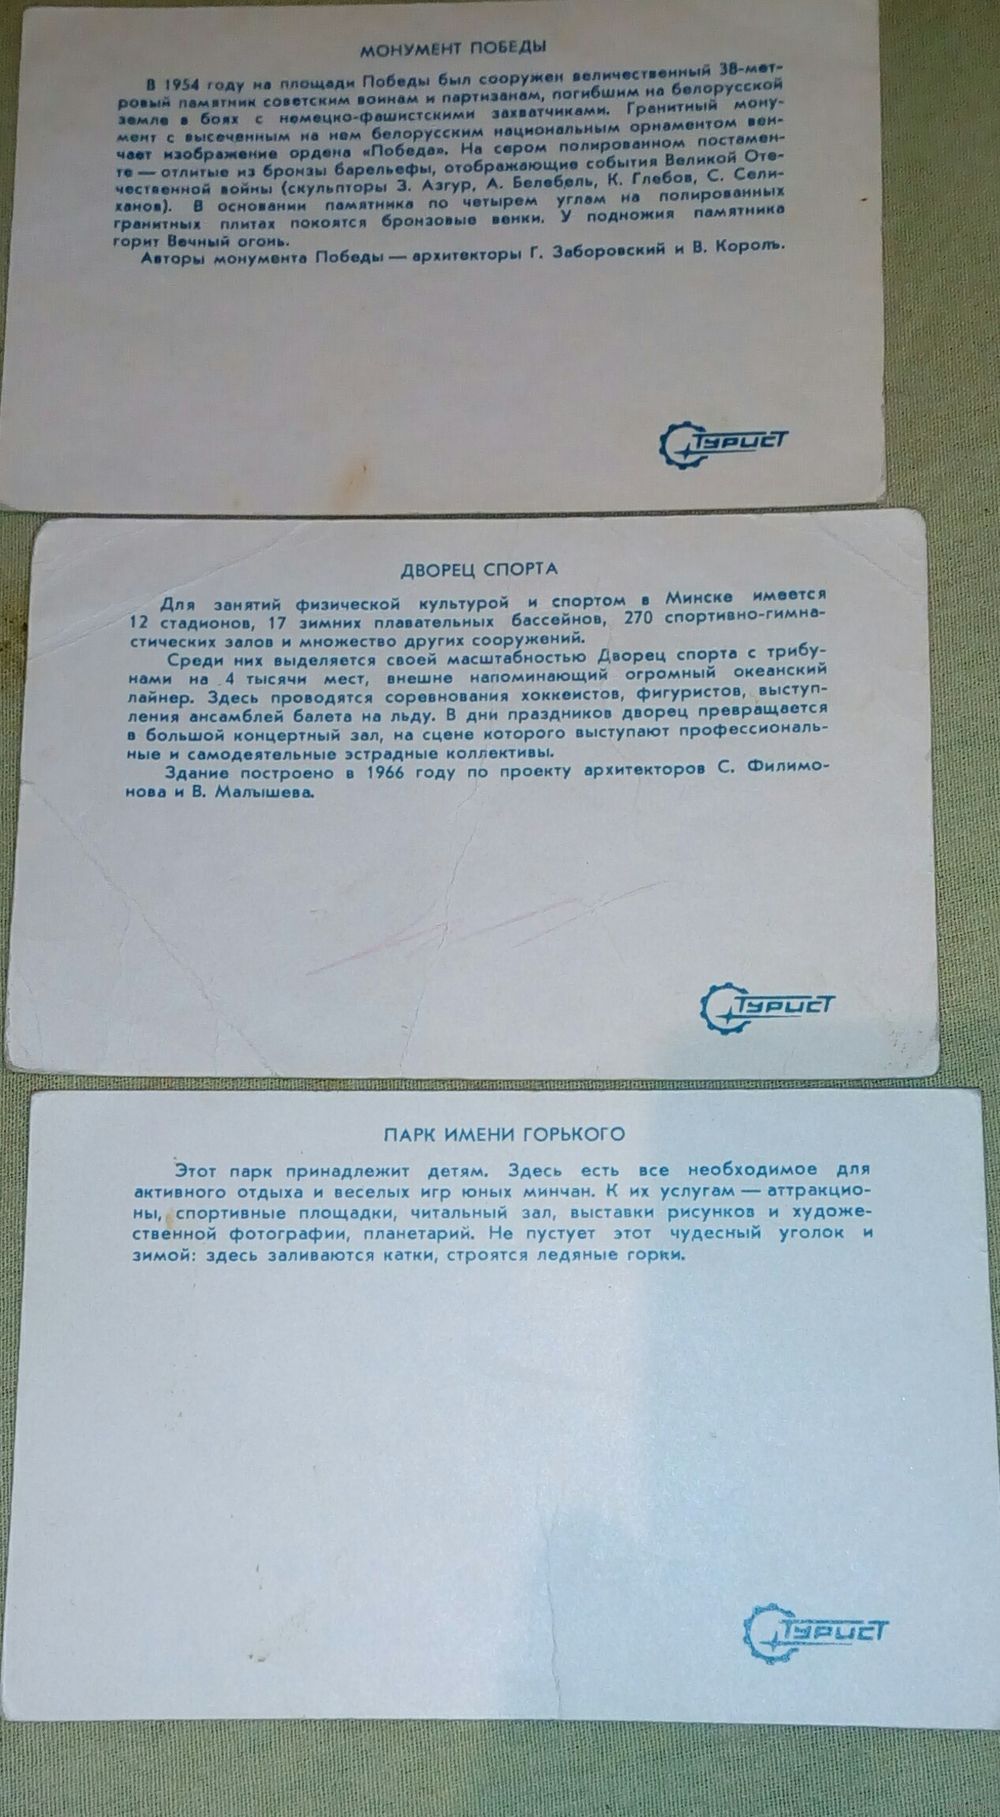 МОНУМЕНТ ПОБЕДЫ
В 1954 году на площади Победы был сооружен величественный 38-мет-
ровый памятник советским воинам и партизанам, погибшим на белорусской
земле в боях с немецко-фашистскими захватчиками. Гранитный мону-
мент с высеченным на нем белорусским национальным орнаментом вен-
чает изображение ордена «Победа». На сером полированном постамен-
те — отлитые из бронзы барельефы, отображающие события Великой Оте-
чественной войны (скульпторы З. Азгур, А. Белебель, К. Глебов, С. Сели-
ханов). В основании памятника по четырем углам на полированных
гранитных плитах покоятся бронзовые венки. У подножия памятника
горит Вечный огонь.
Авторы монумента Победы — архитекторы Г. Заборовский и В. Король.
Турист
ДВОРЕЦ СПОРТА
Для занятий физической культурой и спортом в Минске имеется
12 стадионов, 17 зимних плавательных бассейнов, 270 спортивно-гимна-
стических залов и множество других сооружений.
Среди них выделяется своей масштабностью Дворец спорта с трибу-
нами на 4 тысячи мест, внешне напоминающий огромный океанский
лайнер. Здесь проводятся соревнования хоккеистов, фигуристов, выступ-
ления ансамблей балета на льду. В дни праздников дворец превращается
в большой концертный зал, на сцене которого выступают профессиональ-
ные и самодеятельные эстрадные коллективы.
Здание построено в 1966 году по проекту архитекторов С. Филимо-
нова и В. Малышева.
Турист
ПАРК ИМЕНИ ГОРЬКОГО
Этот парк принадлежит детям. Здесь есть все необходимое для
активного отдыха и веселых игр юных минчан. К их услугам — аттракцио-
ны, спортивные площадки, читальный зал, выставки рисунков и художе-
ственной фотографии, планетарий. Не пустует этот чудесный уголок и
зимой: здесь заливаются катки, строятся ледяные горки.
Турист